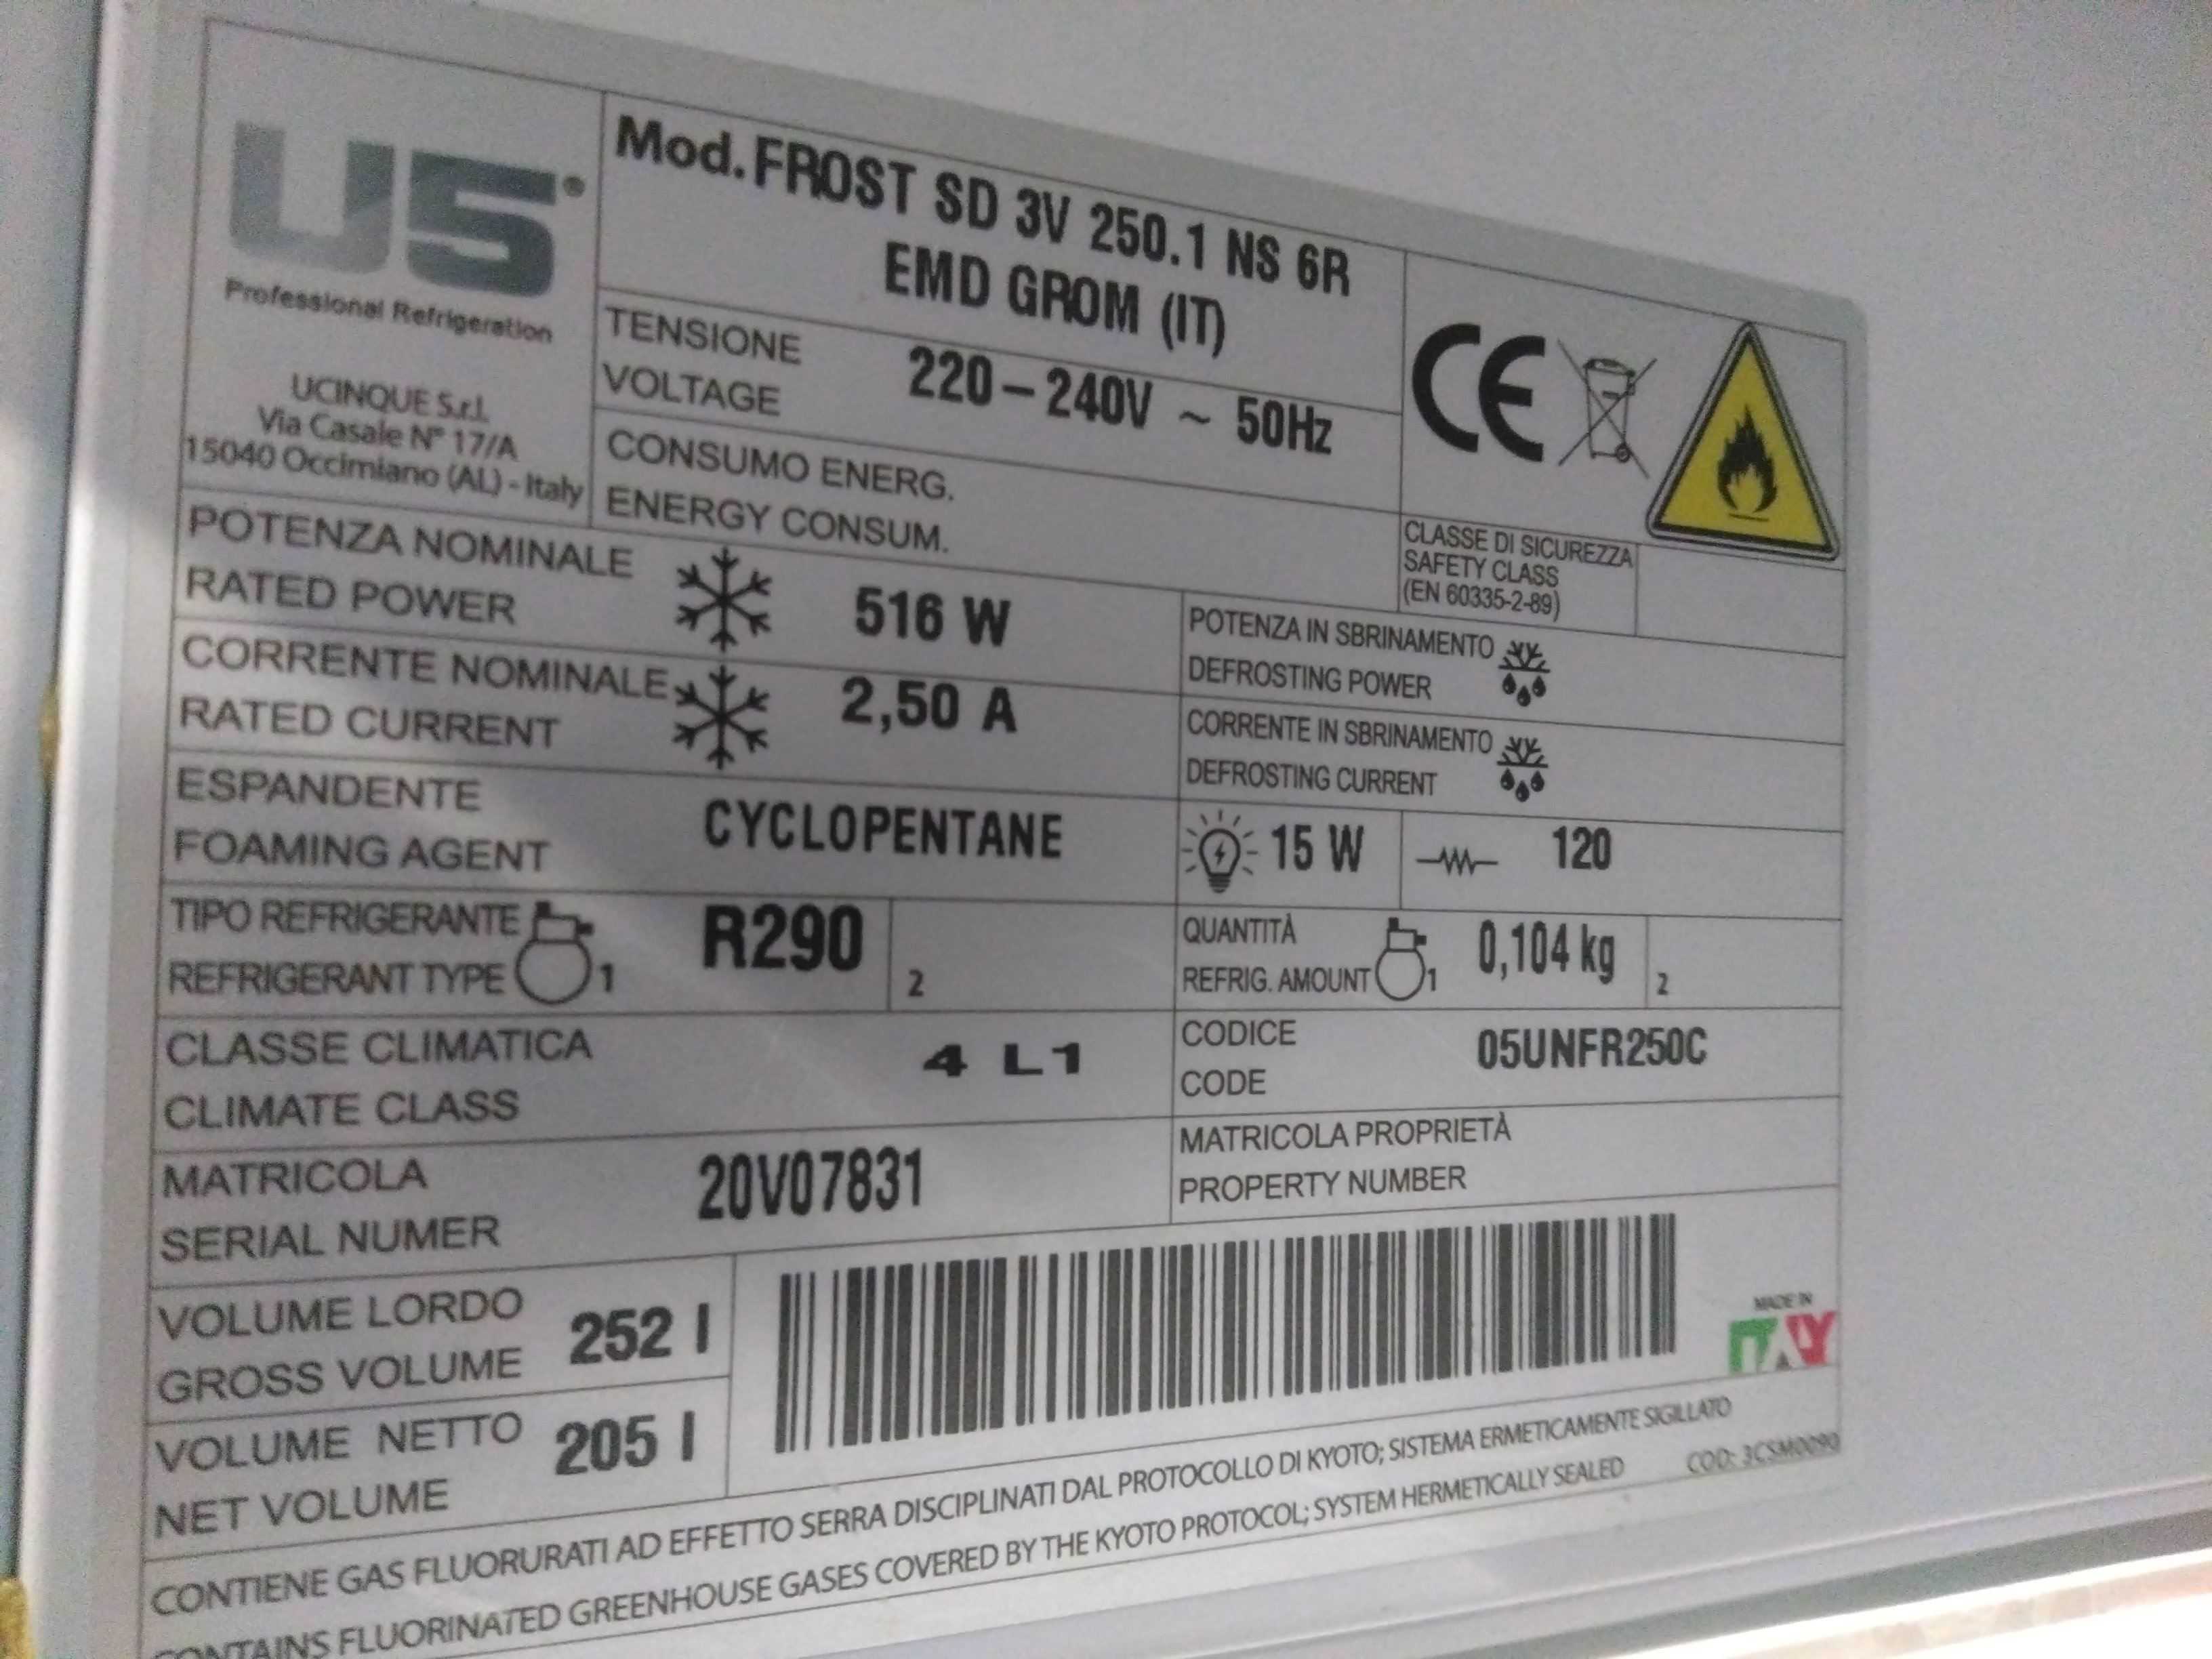 U5®
Professional Refrigeration
UCINQUE S.r.l.
Via Casale N° 17/A
15040 Occimiano (AL) - Italy
Mod. FROST SD 3V 250.1 NS 6R
EMD GROM (IT)
TENSIONE
VOLTAGE
220 – 240V ~ 50Hz
CONSUMO ENERG.
ENERGY CONSUM.
CE
CLASSE DI SICUREZZA
SAFETY CLASS
(EN 60335-2-89)
POTENZA NOMINALE
RATED POWER
516 W
POTENZA IN SBRINAMENTO
DEFROSTING POWER
CORRENTE NOMINALE
RATED CURRENT
2,50 A
CORRENTE IN SBRINAMENTO
DEFROSTING CURRENT
ESPANDENTE
FOAMING AGENT
CYCLOPENTANE
15 W
120
TIPO REFRIGERANTE
REFRIGERANT TYPE
1
R290
2
QUANTITÀ
REFRIG. AMOUNT
1
0,104 kg
2
CLASSE CLIMATICA
CLIMATE CLASS
4 L1
CODICE
CODE
05UNFR250C
MATRICOLA
SERIAL NUMER
20V07831
MATRICOLA PROPRIETÀ
PROPERTY NUMBER
VOLUME LORDO
GROSS VOLUME
252 l
VOLUME NETTO
NET VOLUME
205 l
MADE IN
ITALY
CONTIENE GAS FLUORURATI AD EFFETTO SERRA DISCIPLINATI DAL PROTOCOLLO DI KYOTO; SISTEMA ERMETICAMENTE SIGILLATO
CONTAINS FLUORINATED GREENHOUSE GASES COVERED BY THE KYOTO PROTOCOL; SYSTEM HERMETICALLY SEALED
COD: 3CSM0090